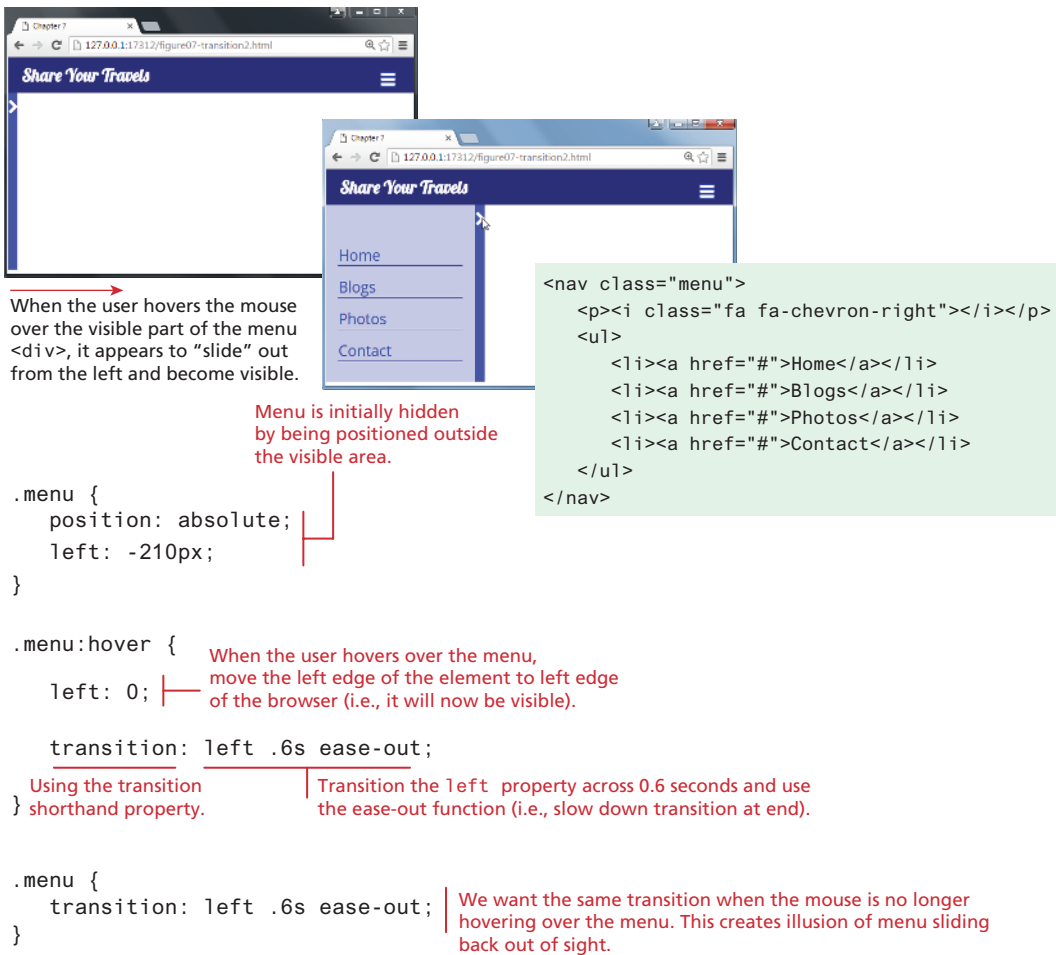 Chapter 7
127.0.0.1:17312/figure07-transition2.html
Share Your Travels
Chapter 7
127.0.0.1:17312/figure07-transition2.html
Share Your Travels
Home
Blogs
Photos
Contact
When the user hovers the mouse
over the visible part of the menu
<div>, it appears to “slide” out
from the left and become visible.
<nav class="menu">
<p><i class="fa fa-chevron-right"></i></p>
<ul>
<li><a href="#">Home</a></li>
<li><a href="#">Blogs</a></li>
<li><a href="#">Photos</a></li>
<li><a href="#">Contact</a></li>
</ul>
</nav>
Menu is initially hidden
by being positioned outside
the visible area.
.menu {
position: absolute;
left: -210px;
}
.menu:hover {
left: 0;
When the user hovers over the menu,
move the left edge of the element to left edge
of the browser (i.e., it will now be visible).
transition: left .6s ease-out;
Using the transition
shorthand property.
Transition the left property across 0.6 seconds and use
the ease-out function (i.e., slow down transition at end).
}
.menu {
transition: left .6s ease-out;
}
We want the same transition when the mouse is no longer
hovering over the menu. This creates illusion of menu sliding
back out of sight.